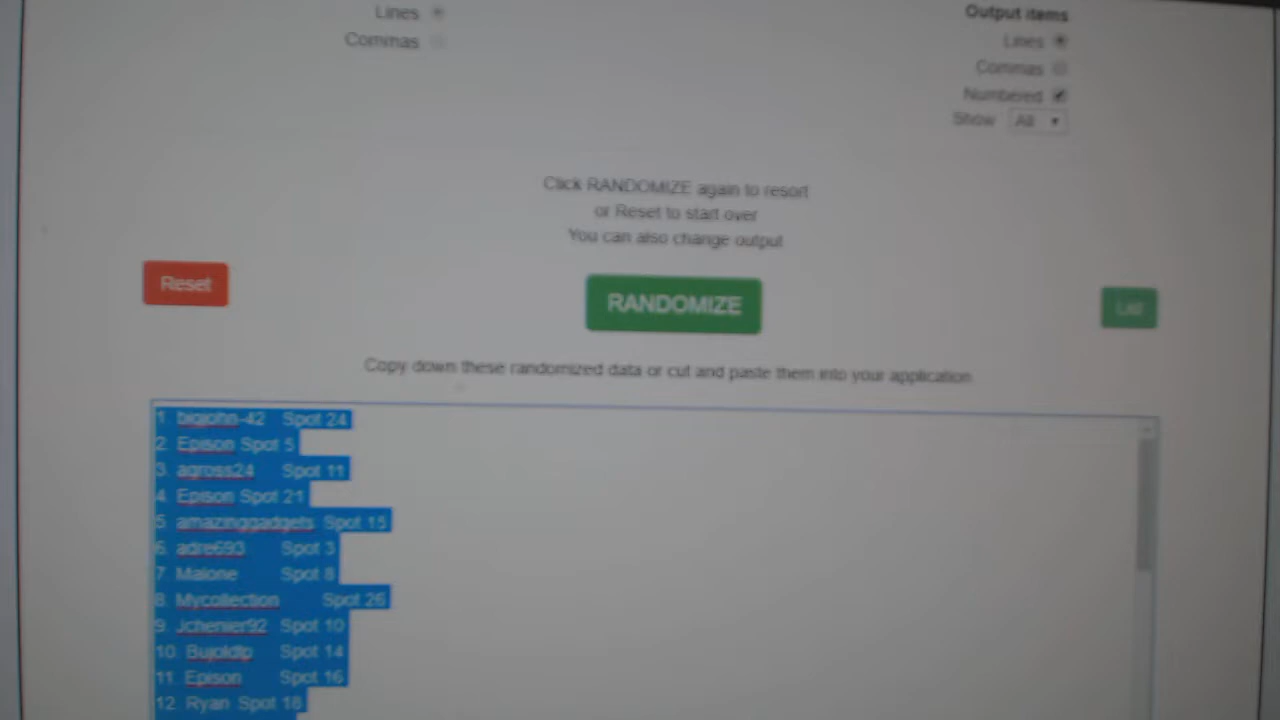 Lines
Commas
Output items
Lines
Commas
Numbered
Show All
Click RANDOMIZE again to resort
or Reset to start over
You can also change output
Reset
RANDOMIZE
List
Copy down these randomized data or cut and paste them into your application
1. bigjohn-42 Spot 24
2. Epison Spot 5
3. agross24 Spot 11
4. Epison Spot 21
5. amazinggadgets Spot 15
6. adre693 Spot 3
7. Malone Spot 8
8. Mycollection Spot 26
9. Jchenier92 Spot 10
10. Bujoldtp Spot 14
11. Epison Spot 16
12. Ryan Spot 18